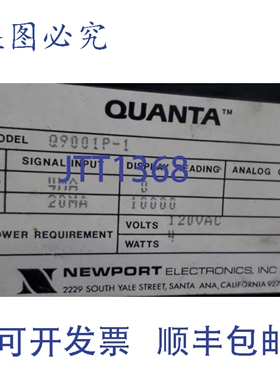 是图必究
QUANTA™
MODEL Q9001P-1
SIGNAL INPUT DISPLAY READING ANALOG
JTT1368
4MA 0
20MA 10000
VOLTS 120VAC
POWER REQUIREMENT
WATTS 4
NEWPORT ELECTRONICS, INC
2229 SOUTH YALE STREET, SANTA ANA, CALIFORNIA
可开发票 顺丰包邮